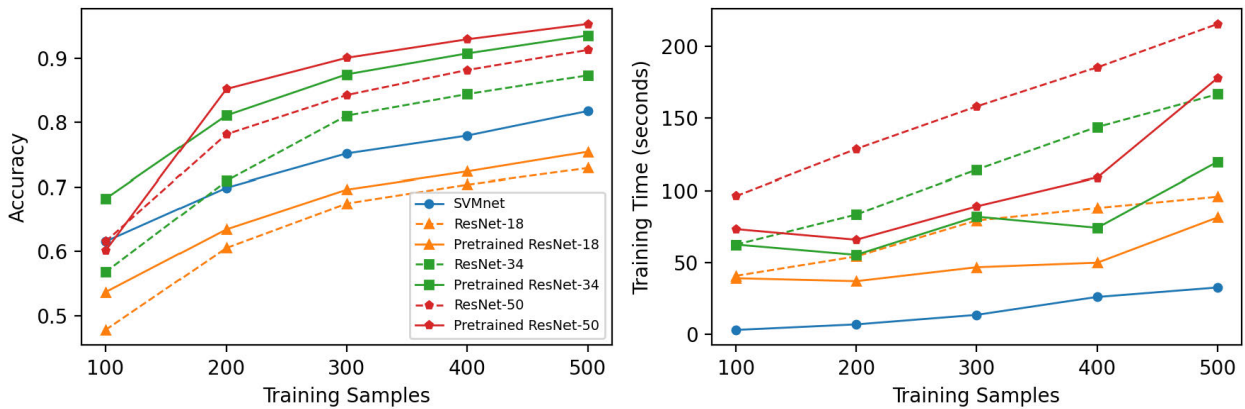 Accuracy
0.9
0.8
0.7
0.6
0.5
100 200 300 400 500
Training Samples
SVMnet
ResNet-18
Pretrained ResNet-18
ResNet-34
Pretrained ResNet-34
ResNet-50
Pretrained ResNet-50
Training Time (seconds)
200
150
100
50
0
100 200 300 400 500
Training Samples